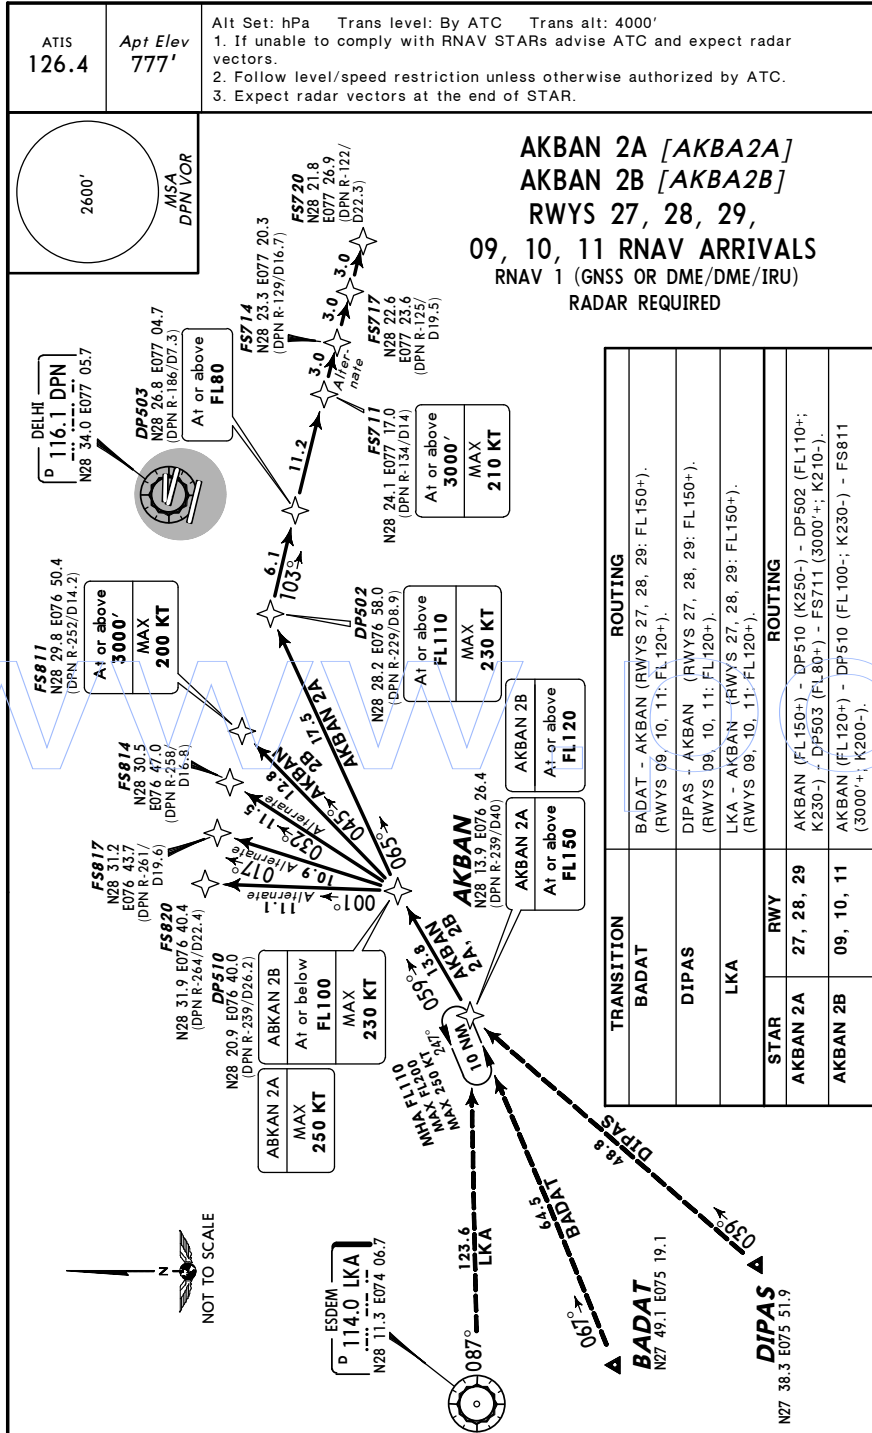 ATIS
126.4
Apt Elev
777'
Alt Set: hPa Trans level: By ATC Trans alt: 4000'
1. If unable to comply with RNAV STARs advise ATC and expect radar
vectors.
2. Follow level/speed restriction unless otherwise authorized by ATC.
3. Expect radar vectors at the end of STAR.
2600'
MSA
DPN VOR
AKBAN 2A [AKBA2A]
AKBAN 2B [AKBA2B]
RWYS 27, 28, 29,
09, 10, 11 RNAV ARRIVALS
RNAV 1 (GNSS OR DME/DME/IRU)
RADAR REQUIRED
FS720
N28 21.8
E077 26.9
(DPN R-122/
D22.3)
3.0
FS717
N28 22.6
E077 23.6
(DPN R-125/
D19.5)
3.0
FS714
N28 23.3 E077 20.3
(DPN R-129/D16.7)
3.0
Alter-
nate
FS711
N28 24.1 E077 17.0
(DPN R-134/D14)
At or above
3000'
MAX
210 KT
11.2
DELHI
D 116.1 DPN
N28 34.0 E077 05.7
DP503
N28 26.8 E077 04.7
(DPN R-186/D7.3)
At or above
FL80
6.1
103°
DP502
N28 28.2 E076 58.0
(DPN R-229/D8.9)
At or above
FL110
MAX
230 KT
FS811
N28 29.8 E076 50.4
(DPN R-252/D14.2)
At or above
3000'
MAX
200 KT
FS814
N28 30.5
E076 47.0
(DPN R-258/
D16.8)
FS817
N28 31.2
E076 43.7
(DPN R-261/
D19.6)
FS820
N28 31.9 E076 40.4
(DPN R-264/D22.4)
11.1
Alternate
001°
10.9 Alternate
017°
11.5
Alternate
032°
12.8
AKBAN
2B
045°
17.5
AKBAN 2A
065°
DP510
N28 20.9 E076 40.0
(DPN R-239/D26.2)
ABKAN 2A
MAX
250 KT
ABKAN 2B
At or below
FL100
MAX
230 KT
059°
13.8
AKBAN
2A, 2B
AKBAN
N28 13.9 E076 26.4
(DPN R-239/D40)
AKBAN 2A
At or above
FL150
AKBAN 2B
At or above
FL120
MHA FL110
MAX FL200
MAX 250 KT
247°
10 NM
N
NOT TO SCALE
ESDEM
D 114.0 LKA
N28 11.3 E074 06.7
087°
123.6
LKA
BADAT
N27 49.1 E075 19.1
067°
64.5
BADAT
DIPAS
N27 38.3 E075 51.9
039°
48.8
DIPAS
TRANSITION ROUTING
BADAT BADAT - AKBAN (RWYS 27, 28, 29: FL150+).
(RWYS 09, 10, 11: FL120+).
DIPAS DIPAS - AKBAN (RWYS 27, 28, 29: FL150+).
(RWYS 09, 10, 11: FL120+).
LKA LKA - AKBAN (RWYS 27, 28, 29: FL150+).
(RWYS 09, 10, 11: FL120+).
STAR RWY ROUTING
AKBAN 2A 27, 28, 29 AKBAN (FL150+) - DP510 (K250-) - DP502 (FL110+;
K230-) - DP503 (FL80+) - FS711 (3000'+; K210-).
AKBAN 2B 09, 10, 11 AKBAN (FL120+) - DP510 (FL100-; K230-) - FS811
(3000'+; K200-).